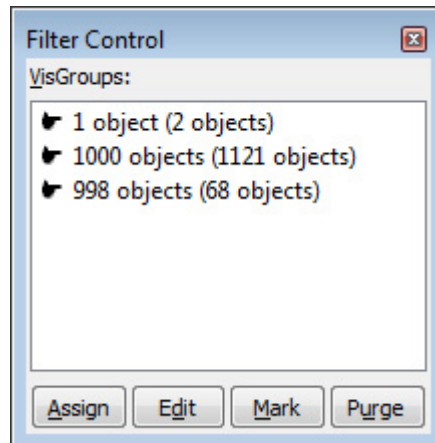 Filter Control
VisGroups:
1 object (2 objects)
1000 objects (1121 objects)
998 objects (68 objects)
Assign Edit Mark Purge